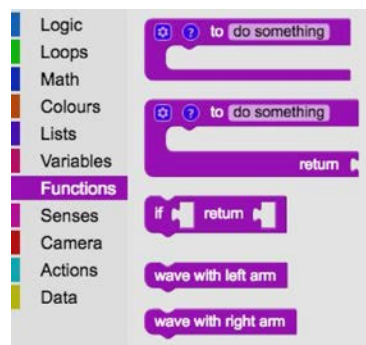 Logic
Loops
Math
Colours
Lists
Variables
Functions
Senses
Camera
Actions
Data
? to do something
? to do something
return
if return
wave with left arm
wave with right arm